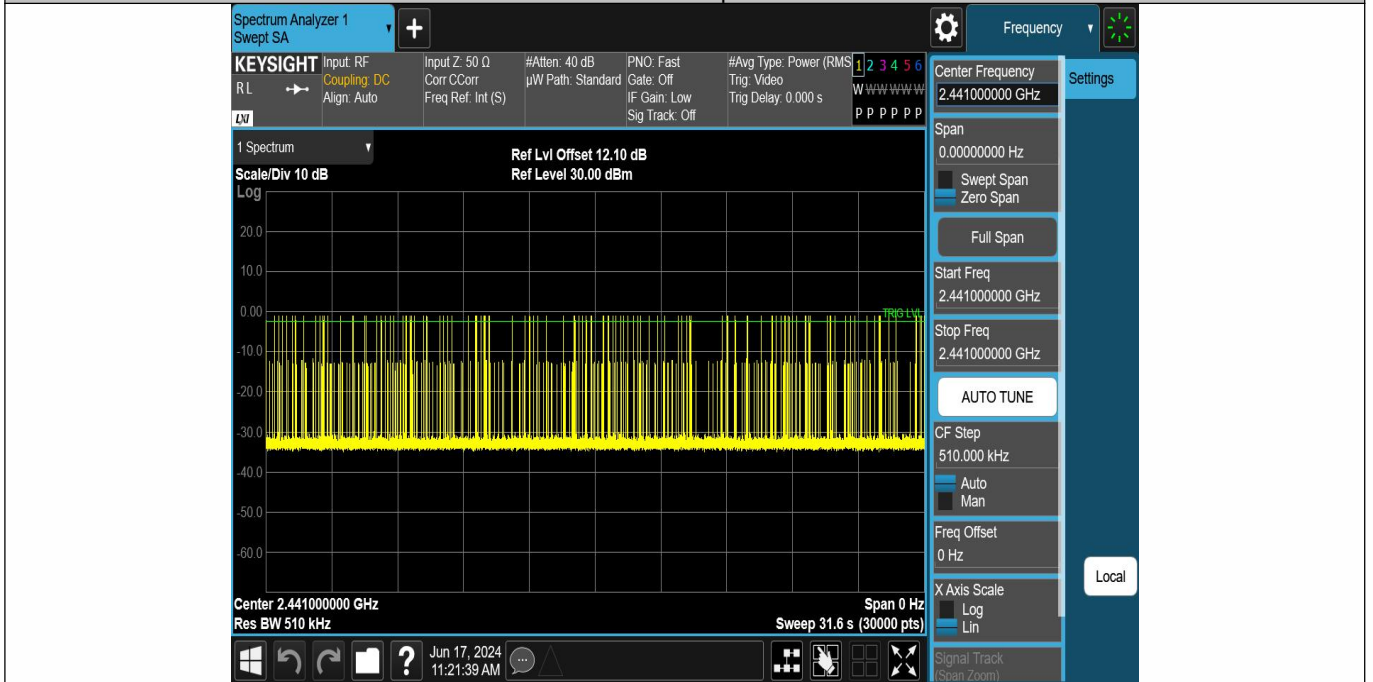 Spectrum Analyzer 1
Swept SA
+
Frequency
KEYSIGHT
RL
LXI
Input: RF
Coupling: DC
Align: Auto
Input Z: 50 Ω
Corr CCorr
Freq Ref: Int (S)
#Atten: 40 dB
µW Path: Standard
PNO: Fast
Gate: Off
IF Gain: Low
Sig Track: Off
#Avg Type: Power (RMS
Trig: Video
Trig Delay: 0.000 s
1 2 3 4 5 6
W W W W W W
P P P P P P
1 Spectrum
Scale/Div 10 dB
Ref Lvl Offset 12.10 dB
Ref Level 30.00 dBm
Log
20.0
10.0
0.00
TRIG LVL
-10.0
-20.0
-30.0
-40.0
-50.0
-60.0
Center 2.441000000 GHz
Span 0 Hz
Res BW 510 kHz
Sweep 31.6 s (30000 pts)
Center Frequency
2.441000000 GHz
Settings
Span
0.00000000 Hz
Swept Span
Zero Span
Full Span
Start Freq
2.441000000 GHz
Stop Freq
2.441000000 GHz
AUTO TUNE
CF Step
510.000 kHz
Auto
Man
Freq Offset
0 Hz
X Axis Scale
Log
Lin
Signal Track
(Span Zoom)
Local
?
Jun 17, 2024
11:21:39 AM